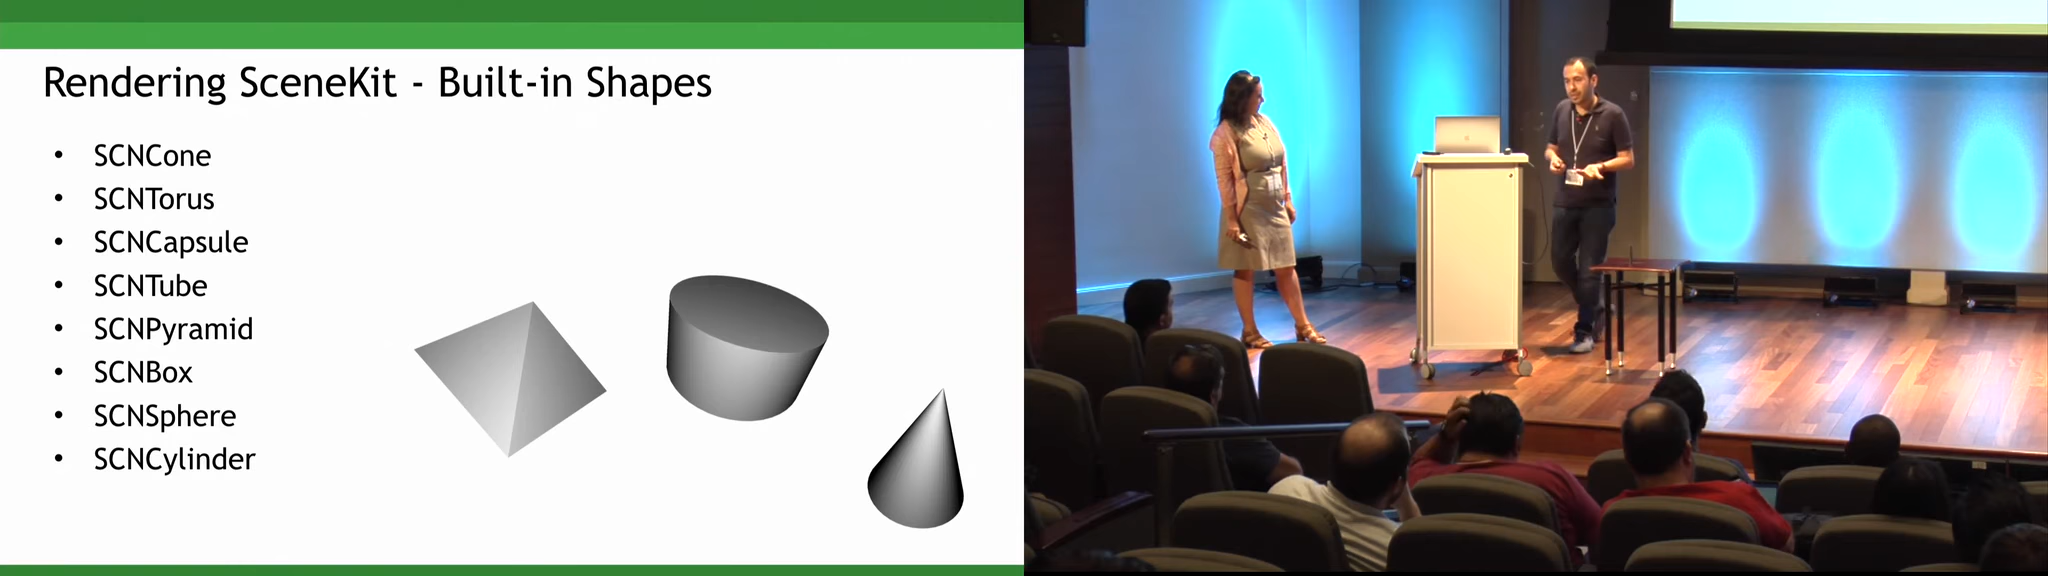 Rendering SceneKit - Built-in Shapes
• SCNCone
• SCNTorus
• SCNCapsule
• SCNTube
• SCNPyramid
• SCNBox
• SCNSphere
• SCNCylinder